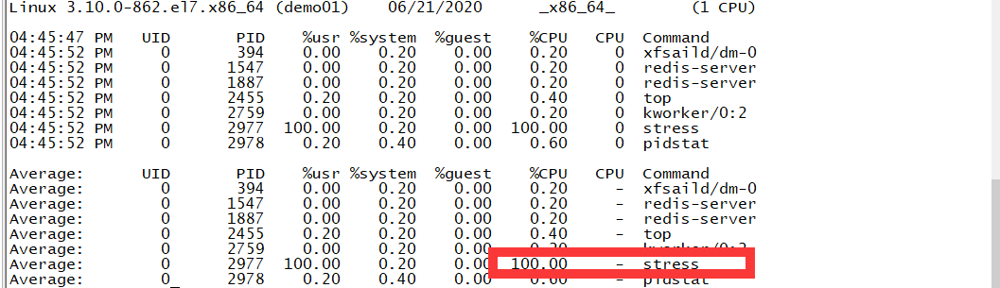 Linux 3.10.0-862.el7.x86_64 (demo01) 06/21/2020 _x86_64_ (1 CPU)
04:45:47 PM UID PID %usr %system %guest %CPU CPU Command
04:45:52 PM 0 394 0.00 0.20 0.00 0.20 0 xfsaild/dm-0
04:45:52 PM 0 1547 0.00 0.20 0.00 0.20 0 redis-server
04:45:52 PM 0 1887 0.00 0.20 0.00 0.20 0 redis-server
04:45:52 PM 0 2455 0.20 0.20 0.00 0.40 0 top
04:45:52 PM 0 2759 0.00 0.20 0.00 0.20 0 kworker/0:2
04:45:52 PM 0 2977 100.00 0.20 0.00 100.00 0 stress
04:45:52 PM 0 2978 0.20 0.40 0.00 0.60 0 pidstat
Average: UID PID %usr %system %guest %CPU CPU Command
Average: 0 394 0.00 0.20 0.00 0.20 - xfsaild/dm-0
Average: 0 1547 0.00 0.20 0.00 0.20 - redis-server
Average: 0 1887 0.00 0.20 0.00 0.20 - redis-server
Average: 0 2455 0.20 0.20 0.00 0.40 - top
Average: 0 2759 0.00 0.20 0.00 0.20 - kworker/0:2
Average: 0 2977 100.00 0.20 0.00 100.00 - stress
Average: 0 2978 0.20 0.40 0.00 0.60 - pidstat